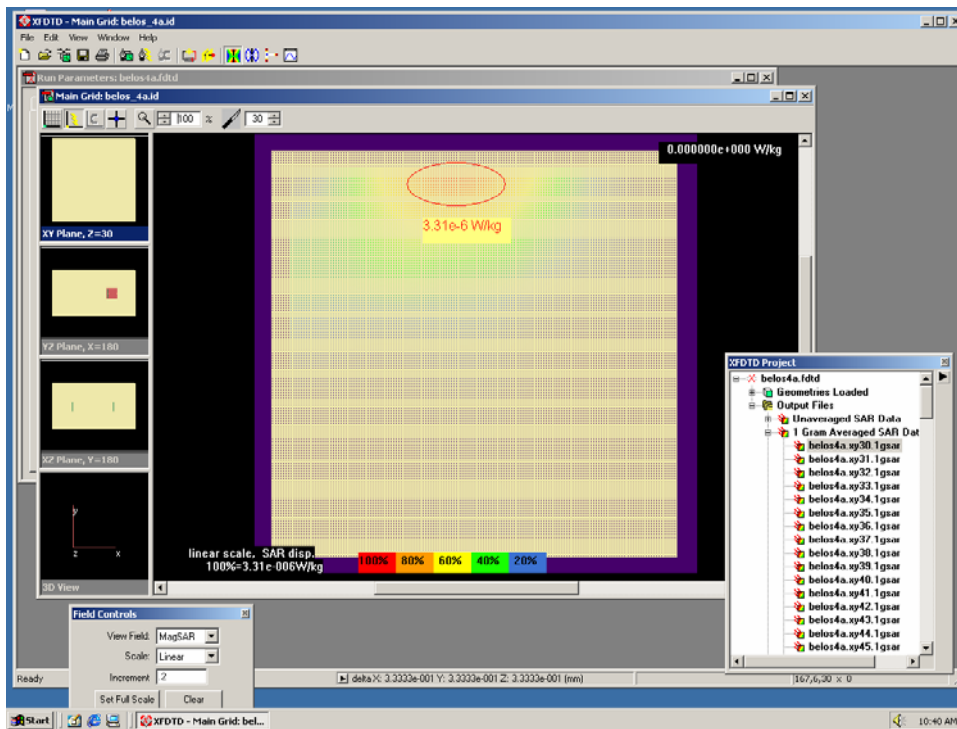 XFDTD - Main Grid: belos_4a.id
File Edit View Window Help
Run Parameters: belos4a.fdtd
Main Grid: belos_4a.id
100 % 30
XY Plane, Z=30
YZ Plane, X=180
XZ Plane, Y=180
y
z x
3D View
0.000000e+000 W/kg
3.31e-6 W/kg
linear scale. SAR disp.
100%=3.31e-006W/kg
100% 80% 60% 40% 20%
XFDTD Project
belos4a.fdtd
Geometries Loaded
Output Files
Unaveraged SAR Data
1 Gram Averaged SAR Dat
belos4a.xy30.1gsar
belos4a.xy31.1gsar
belos4a.xy32.1gsar
belos4a.xy33.1gsar
belos4a.xy34.1gsar
belos4a.xy35.1gsar
belos4a.xy36.1gsar
belos4a.xy37.1gsar
belos4a.xy38.1gsar
belos4a.xy39.1gsar
belos4a.xy40.1gsar
belos4a.xy41.1gsar
belos4a.xy42.1gsar
belos4a.xy43.1gsar
belos4a.xy44.1gsar
belos4a.xy45.1gsar
Field Controls
View Field: MagSAR
Scale: Linear
Increment 2
Set Full Scale Clear
Ready
delta X: 3.3333e-001 Y: 3.3333e-001 Z: 3.3333e-001 (mm)
167,6,30 x 0
Start
XFDTD - Main Grid: bel...
10:40 AM